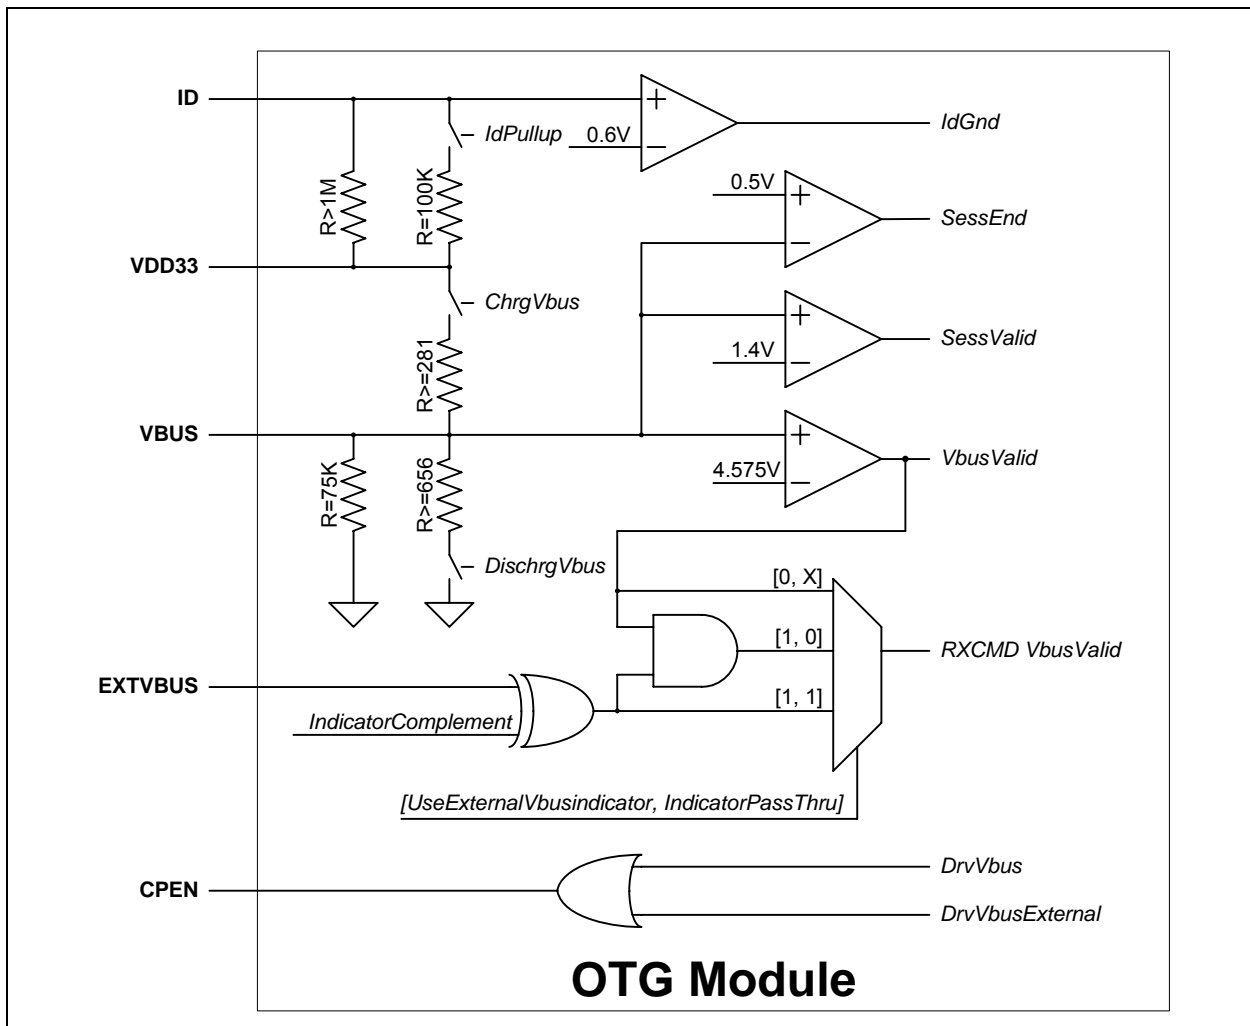 ID
+
IdPullup
0.6V
−
IdGnd
R>1M
R=100K
0.5V
+
−
SessEnd
VDD33
ChrgVbus
+
1.4V
−
SessValid
R>=281
VBUS
+
4.575V
−
VbusValid
R=75K
R>=656
DischrgVbus
[0, X]
[1, 0]
RXCMD VbusValid
EXTVBUS
[1, 1]
IndicatorComplement
[UseExternalVbusindicator, IndicatorPassThru]
DrvVbus
CPEN
DrvVbusExternal
OTG Module